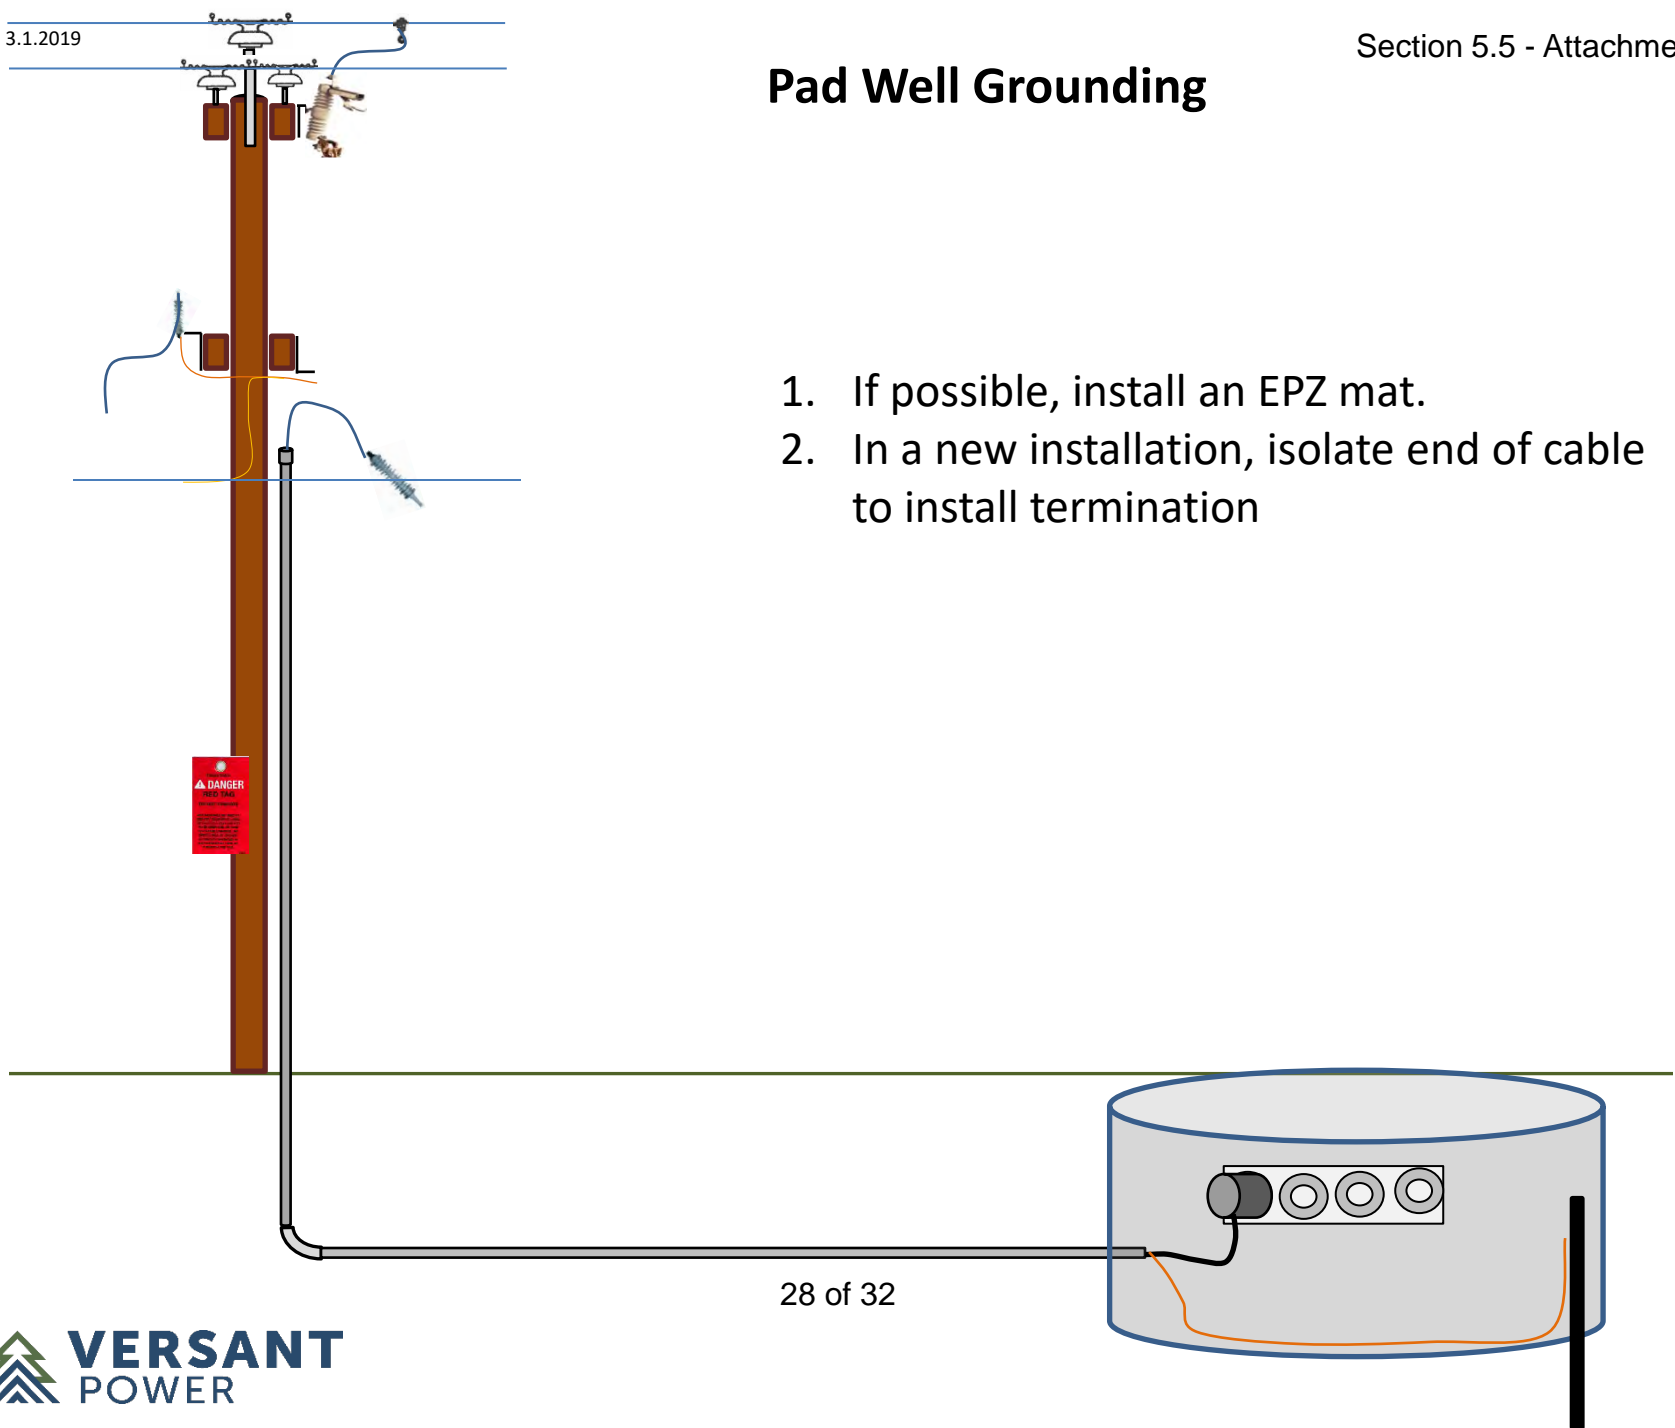 3.1.2019
Section 5.5 - Attachme
Pad Well Grounding
1. If possible, install an EPZ mat.
2. In a new installation, isolate end of cable
to install termination
DANGER
RED TAG
28 of 32
VERSANT
POWER